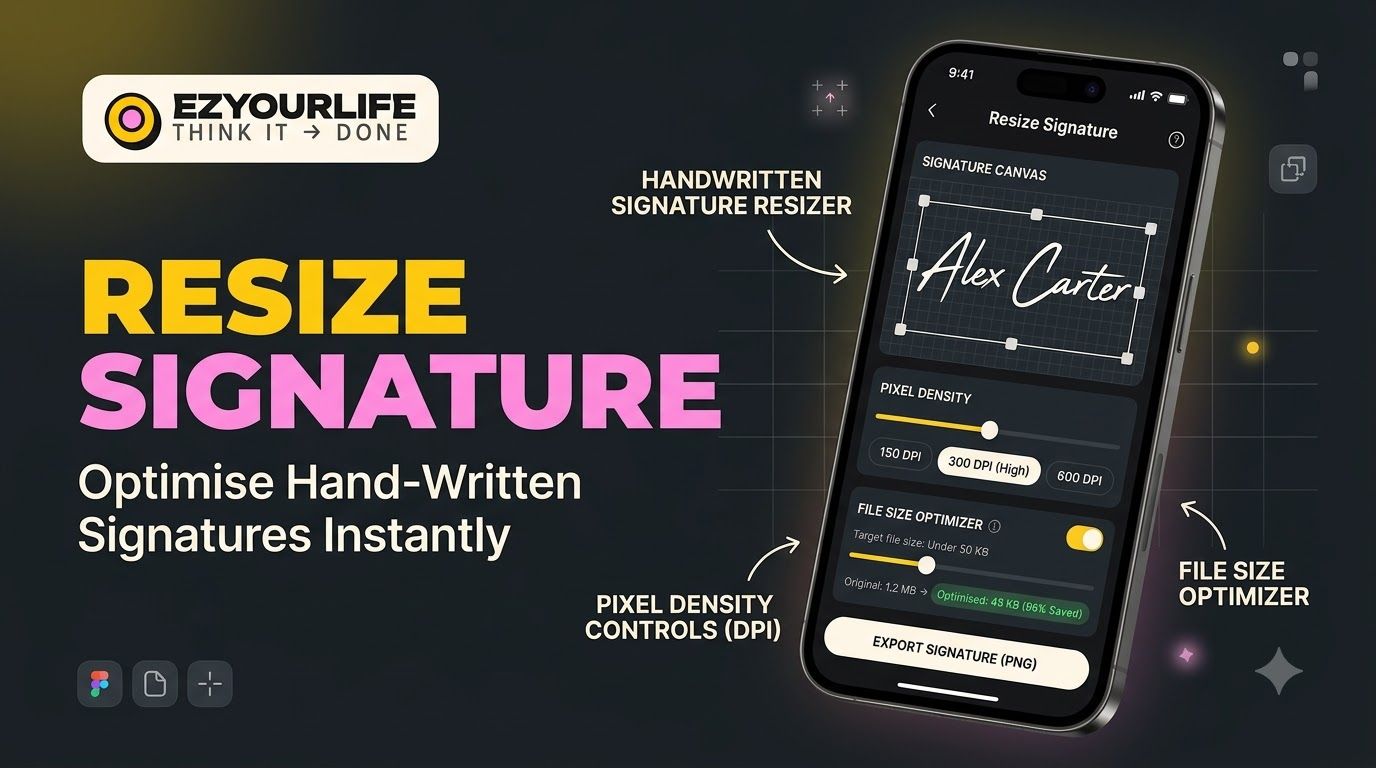 EZYOURLIFE
THINK IT → DONE
RESIZE
SIGNATURE
Optimise Hand-Written
Signatures Instantly
HANDWRITTEN
SIGNATURE RESIZER
PIXEL DENSITY
CONTROLS (DPI)
9:41
Resize Signature
SIGNATURE CANVAS
Alex Carter
PIXEL DENSITY
150 DPI
300 DPI (High)
600 DPI
FILE SIZE OPTIMIZER
Target file size: Under 50 KB
Original: 1.2 MB → Optimised: 48 KB (96% Saved)
EXPORT SIGNATURE (PNG)
FILE SIZE
OPTIMIZER